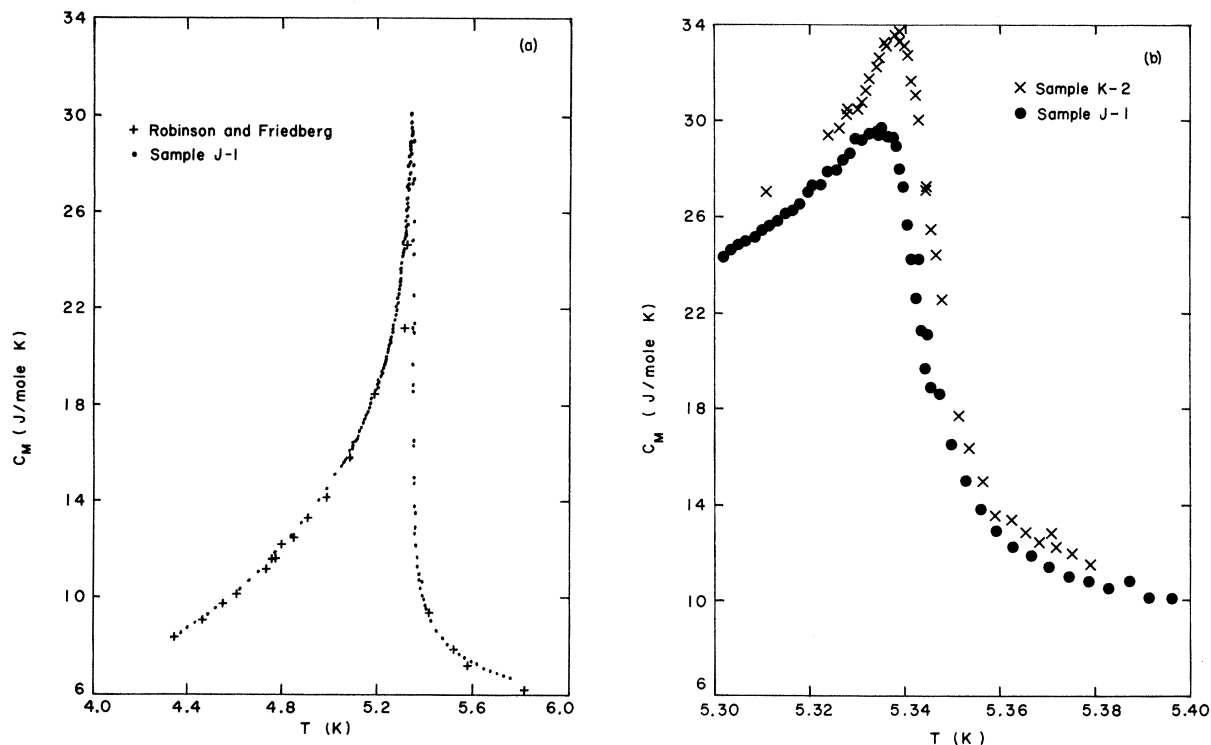 34
30
26
22
18
14
10
6
C_M (J/mole K)
(a)
+ Robinson and Friedberg
• Sample J-1
4.0 4.4 4.8 5.2 5.6 6.0
T (K)
34
30
26
22
18
14
10
6
C_M (J/mole K)
(b)
× Sample K-2
● Sample J-1
5.30 5.32 5.34 5.36 5.38 5.40
T (K)